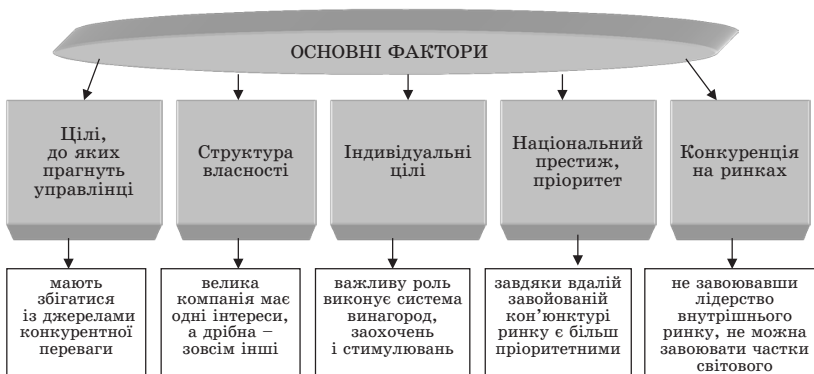 ОСНОВНІ ФАКТОРИ
Цілі,
до яких
прагнуть
управлінці
Структура
власності
Індивідуальні
цілі
Національний
престиж,
пріоритет
Конкуренція
на ринках
мають
збігатися
із джерелами
конкурентної
переваги
велика
компанія має
одні інтереси,
а дрібна –
зовсім інші
важливу роль
виконує система
винагород,
заохочень
і стимулювань
завдяки вдалій
завойованій
кон’юнктурі
ринку є більш
пріоритетними
не завоювавши
лідерство
внутрішнього
ринку, не можна
завоювати частки
світового